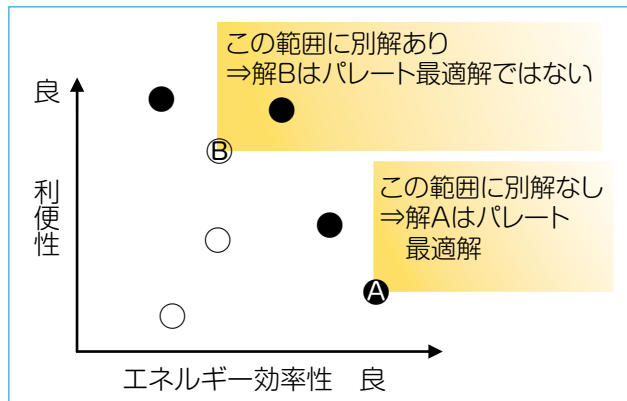 この範囲に別解あり
⇒解Bはパレート最適解ではない
良
B
利便性
この範囲に別解なし
⇒解Aはパレート
最適解
A
エネルギー効率性 良